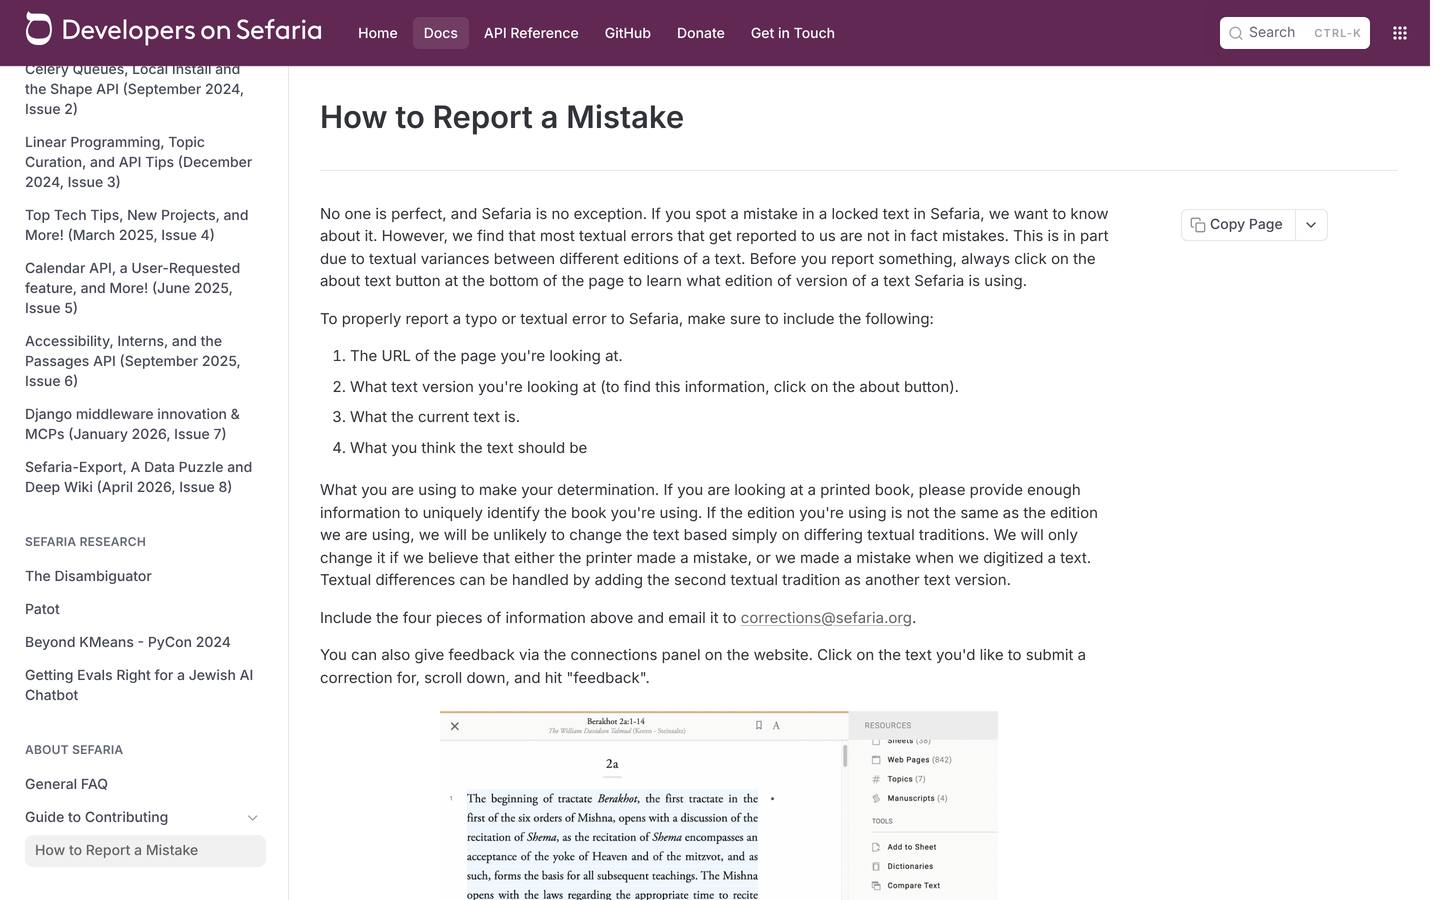 Developers on Sefaria
Home
Docs
API Reference
GitHub
Donate
Get in Touch
Search
CTRL-K
Celery Queues, Local Install and
the Shape API (September 2024,
Issue 2)
Linear Programming, Topic
Curation, and API Tips (December
2024, Issue 3)
Top Tech Tips, New Projects, and
More! (March 2025, Issue 4)
Calendar API, a User-Requested
feature, and More! (June 2025,
Issue 5)
Accessibility, Interns, and the
Passages API (September 2025,
Issue 6)
Django middleware innovation &
MCPs (January 2026, Issue 7)
Sefaria-Export, A Data Puzzle and
Deep Wiki (April 2026, Issue 8)
SEFARIA RESEARCH
The Disambiguator
Patot
Beyond KMeans - PyCon 2024
Getting Evals Right for a Jewish AI
Chatbot
ABOUT SEFARIA
General FAQ
Guide to Contributing
How to Report a Mistake
How to Report a Mistake
Copy Page
No one is perfect, and Sefaria is no exception. If you spot a mistake in a locked text in Sefaria, we want to know
about it. However, we find that most textual errors that get reported to us are not in fact mistakes. This is in part
due to textual variances between different editions of a text. Before you report something, always click on the
about text button at the bottom of the page to learn what edition of version of a text Sefaria is using.
To properly report a typo or textual error to Sefaria, make sure to include the following:
1. The URL of the page you're looking at.
2. What text version you're looking at (to find this information, click on the about button).
3. What the current text is.
4. What you think the text should be
What you are using to make your determination. If you are looking at a printed book, please provide enough
information to uniquely identify the book you're using. If the edition you're using is not the same as the edition
we are using, we will be unlikely to change the text based simply on differing textual traditions. We will only
change it if we believe that either the printer made a mistake, or we made a mistake when we digitized a text.
Textual differences can be handled by adding the second textual tradition as another text version.
Include the four pieces of information above and email it to corrections@sefaria.org.
You can also give feedback via the connections panel on the website. Click on the text you'd like to submit a
correction for, scroll down, and hit "feedback".
Berakhot 2a:1-14
The William Davidson Talmud (Koren - Steinsaltz)
A
2a
1
The beginning of tractate Berakhot, the first tractate in the
first of the six orders of Mishna, opens with a discussion of the
recitation of Shema, as the recitation of Shema encompasses an
acceptance of the yoke of Heaven and of the mitzvot, and as
such, forms the basis for all subsequent teachings. The Mishna
opens with the laws regarding the appropriate time to recite
RESOURCES
Sheets (38)
Web Pages (842)
Topics (7)
Manuscripts (4)
TOOLS
Add to Sheet
Dictionaries
Compare Text